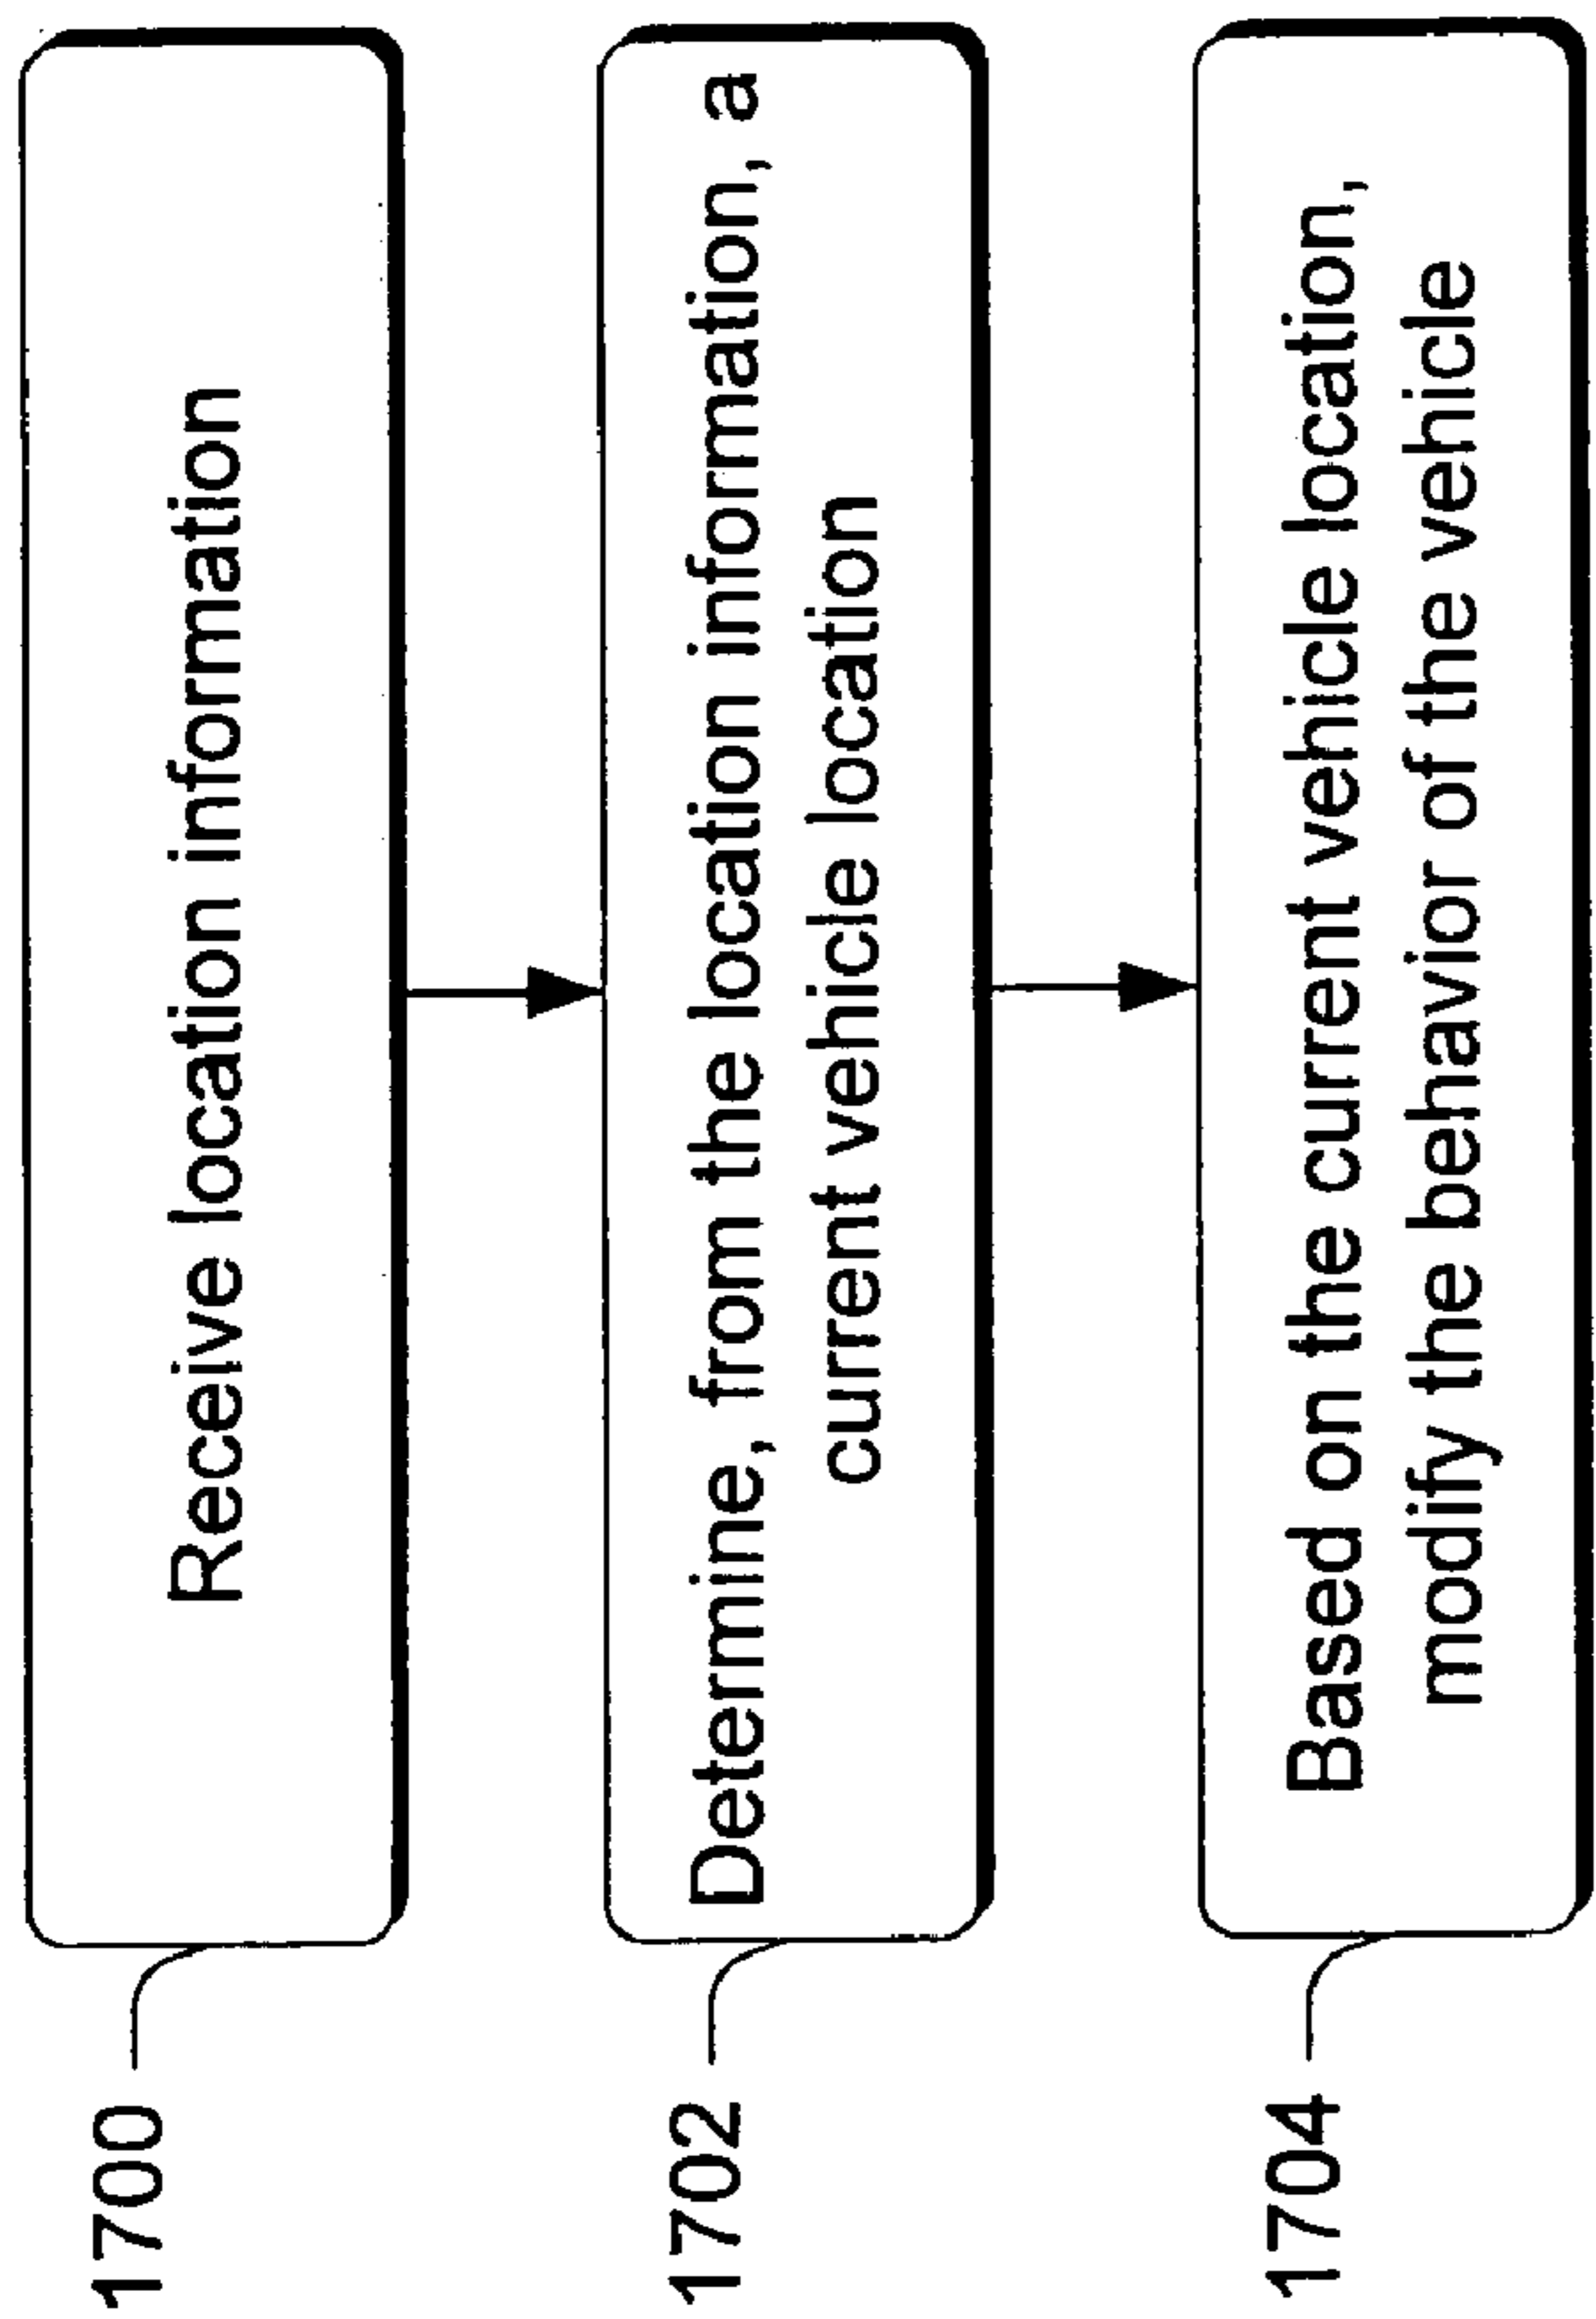 1700
Receive location information
1702
Determine, from the location information, a
current vehicle location
1704
Based on the current vehicle location,
modify the behavior of the vehicle